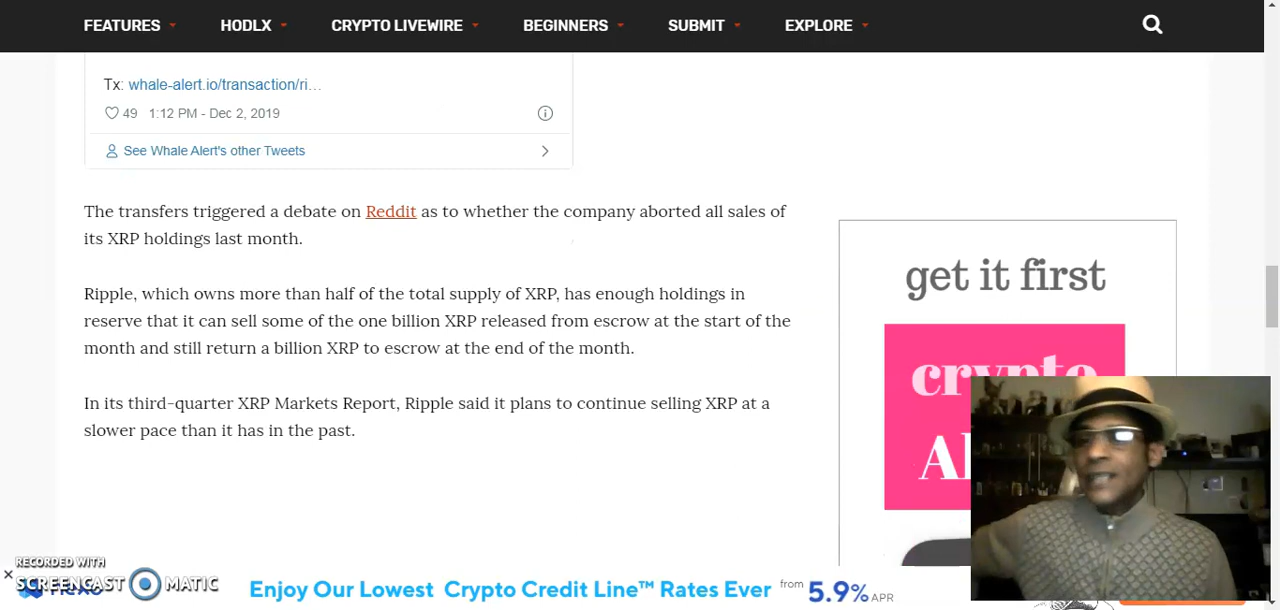 FEATURES HODLX CRYPTO LIVEWIRE BEGINNERS SUBMIT EXPLORE
Tx: whale-alert.io/transaction/ri…
49 1:12 PM - Dec 2, 2019
See Whale Alert's other Tweets
The transfers triggered a debate on Reddit as to whether the company aborted all sales of
its XRP holdings last month.
Ripple, which owns more than half of the total supply of XRP, has enough holdings in
reserve that it can sell some of the one billion XRP released from escrow at the start of the
month and still return a billion XRP to escrow at the end of the month.
In its third-quarter XRP Markets Report, Ripple said it plans to continue selling XRP at a
slower pace than it has in the past.
get it first
crypto
RECORDED WITH
SCREENCAST MATIC
Enjoy Our Lowest Crypto Credit Line™ Rates Ever from 5.9% APR